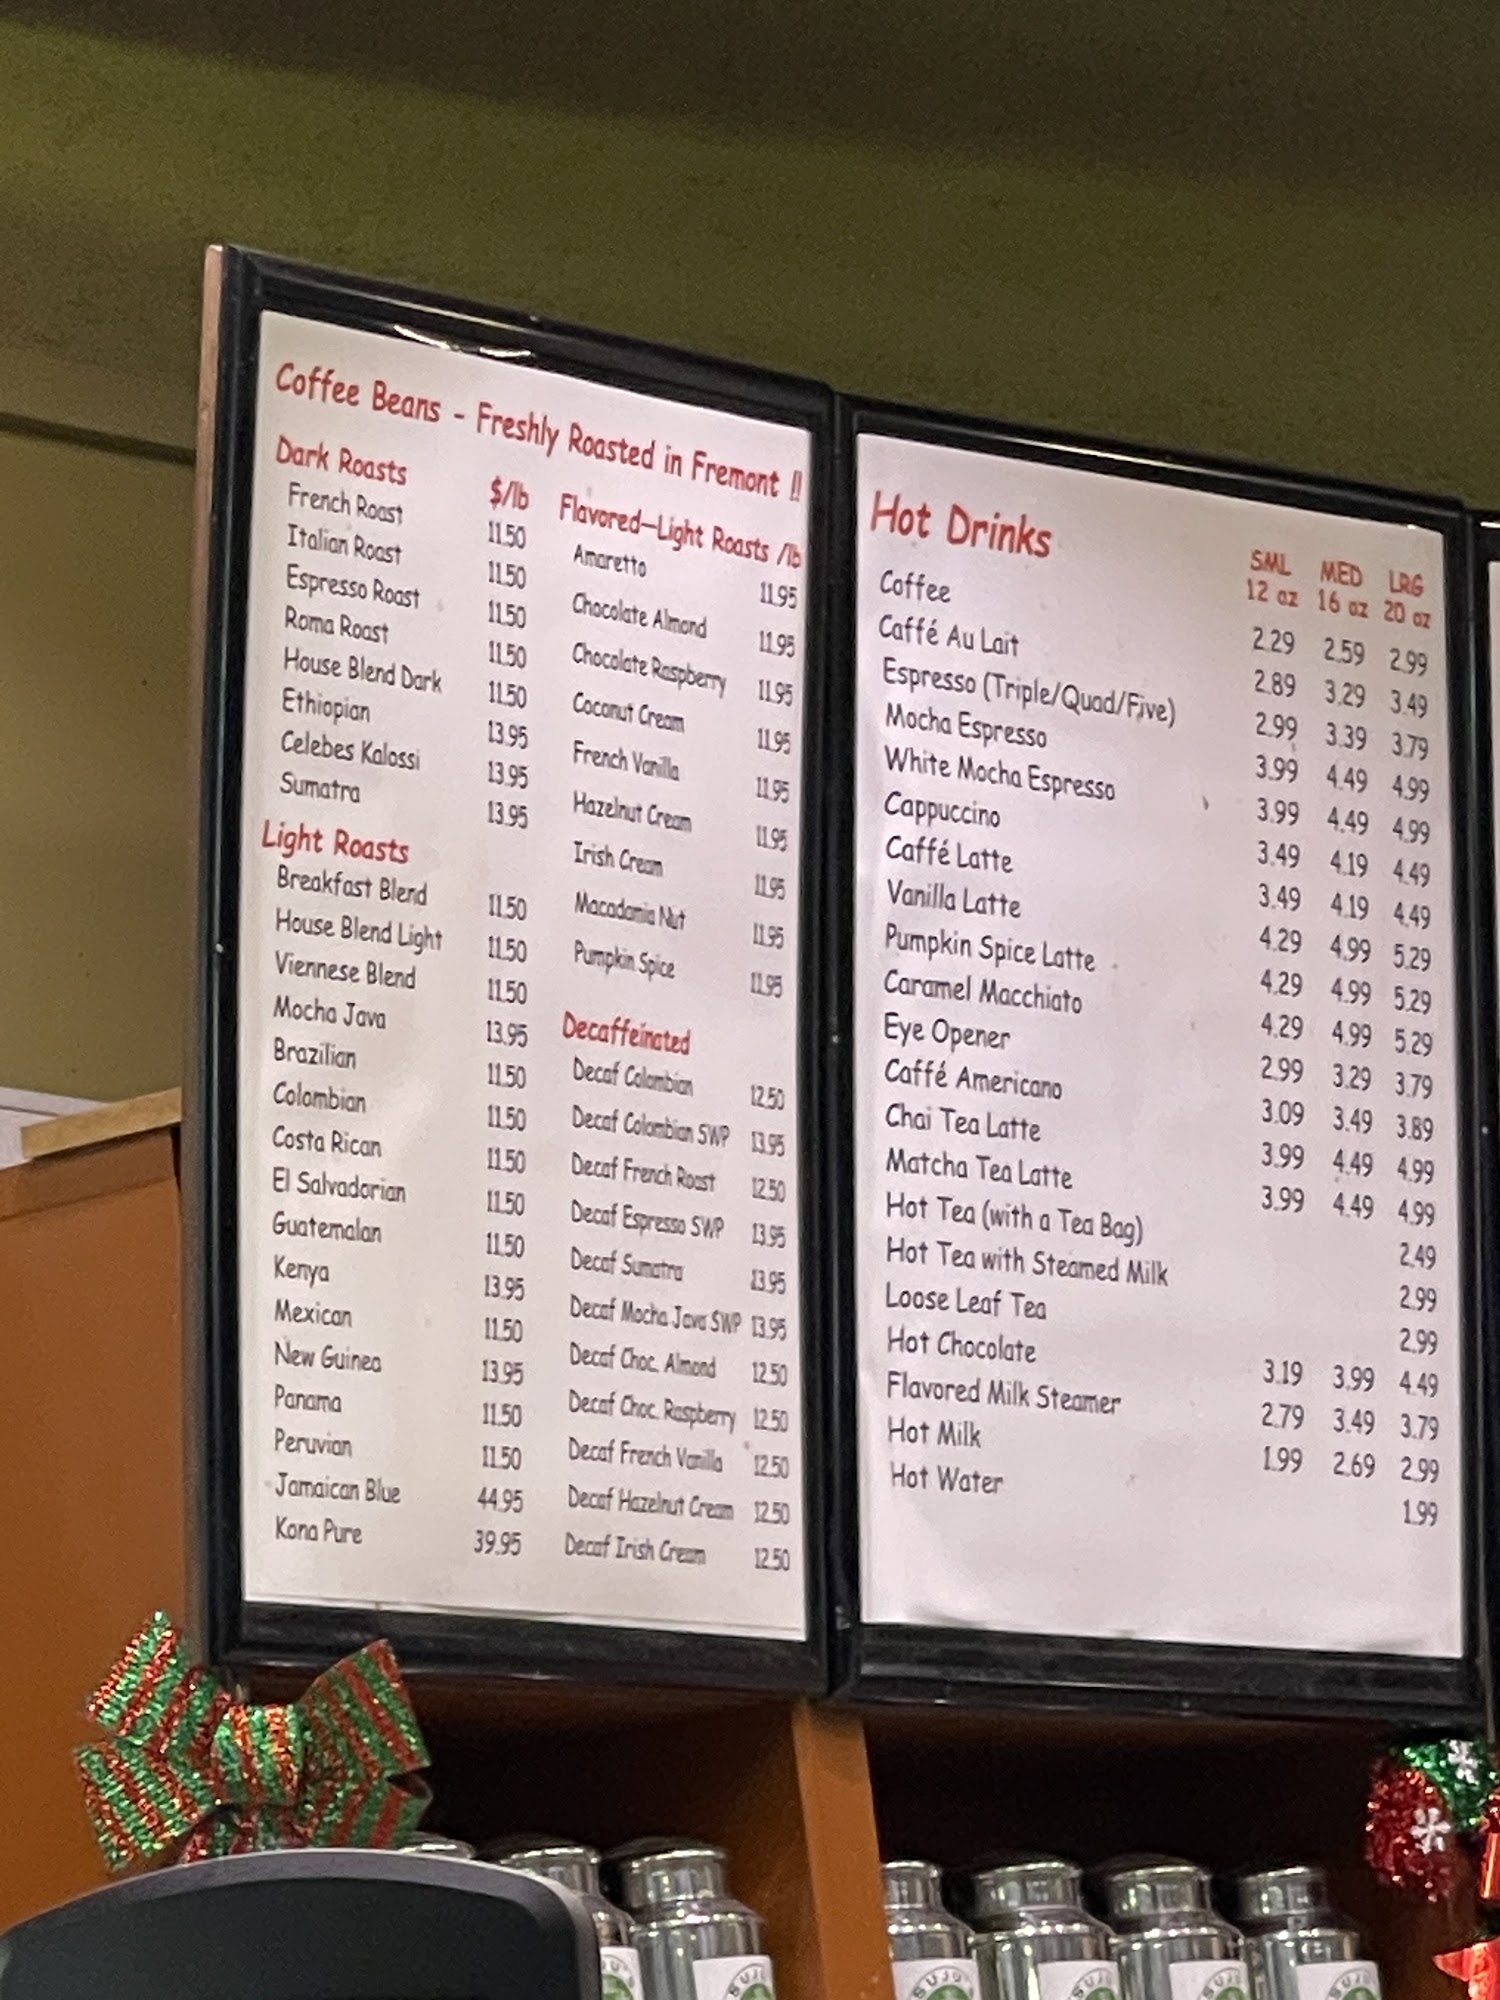 Coffee Beans - Freshly Roasted in Fremont !!
Dark Roasts $/lb
French Roast 11.50
Italian Roast 11.50
Espresso Roast 11.50
Roma Roast 11.50
House Blend Dark 11.50
Ethiopian 13.95
Celebes Kalossi 13.95
Sumatra 13.95
Light Roasts
Breakfast Blend 11.50
House Blend Light 11.50
Viennese Blend 11.50
Mocha Java 13.95
Brazilian 11.50
Colombian 11.50
Costa Rican 11.50
El Salvadorian 11.50
Guatemalan 11.50
Kenya 13.95
Mexican 11.50
New Guinea 13.95
Panama 11.50
Peruvian 11.50
Jamaican Blue 44.95
Kona Pure 39.95
Flavored–Light Roasts /lb
Amaretto 11.95
Chocolate Almond 11.95
Chocolate Raspberry 11.95
Coconut Cream 11.95
French Vanilla 11.95
Hazelnut Cream 11.95
Irish Cream 11.95
Macadamia Nut 11.95
Pumpkin Spice 11.95
Decaffeinated
Decaf Colombian 12.50
Decaf Colombian SWP 13.95
Decaf French Roast 12.50
Decaf Espresso SWP 13.95
Decaf Sumatra 13.95
Decaf Mocha Java SWP 13.95
Decaf Choc. Almond 12.50
Decaf Choc. Raspberry 12.50
Decaf French Vanilla 12.50
Decaf Hazelnut Cream 12.50
Decaf Irish Cream 12.50
Hot Drinks
SML MED LRG
12 oz 16 oz 20 oz
Coffee 2.29 2.59 2.99
Caffé Au Lait 2.89 3.29 3.49
Espresso (Triple/Quad/Five) 2.99 3.39 3.79
Mocha Espresso 3.99 4.49 4.99
White Mocha Espresso 3.99 4.49 4.99
Cappuccino 3.49 4.19 4.49
Caffé Latte 3.49 4.19 4.49
Vanilla Latte 4.29 4.99 5.29
Pumpkin Spice Latte 4.29 4.99 5.29
Caramel Macchiato 4.29 4.99 5.29
Eye Opener 2.99 3.29 3.79
Caffé Americano 3.09 3.49 3.89
Chai Tea Latte 3.99 4.49 4.99
Matcha Tea Latte 3.99 4.49 4.99
Hot Tea (with a Tea Bag) 2.49
Hot Tea with Steamed Milk 2.99
Loose Leaf Tea 2.99
Hot Chocolate 3.19 3.99 4.49
Flavored Milk Steamer 2.79 3.49 3.79
Hot Milk 1.99 2.69 2.99
Hot Water 1.99